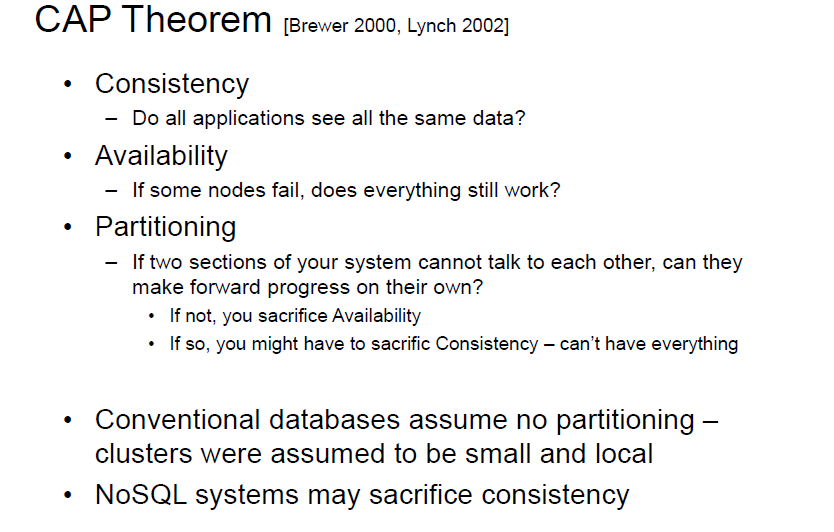 CAP Theorem [Brewer 2000, Lynch 2002]
• Consistency
– Do all applications see all the same data?
• Availability
– If some nodes fail, does everything still work?
• Partitioning
– If two sections of your system cannot talk to each other, can they
make forward progress on their own?
• If not, you sacrifice Availability
• If so, you might have to sacrific Consistency – can't have everything
• Conventional databases assume no partitioning –
clusters were assumed to be small and local
• NoSQL systems may sacrifice consistency